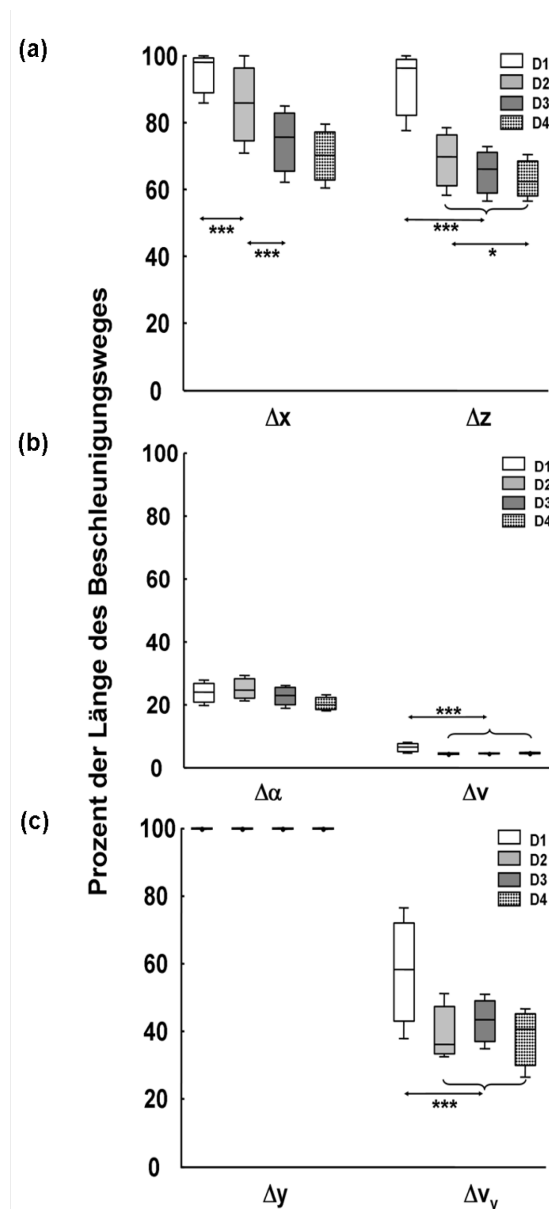 Prozent der Länge des Beschleunigungsweges
(a)
100
80
60
40
20
0
D1
D2
D3
D4
***
***
***
*
Δx
Δz
(b)
100
80
60
40
20
0
D1
D2
D3
D4
***
Δα
Δv
(c)
100
80
60
40
20
0
D1
D2
D3
D4
***
Δy
Δvᵧ